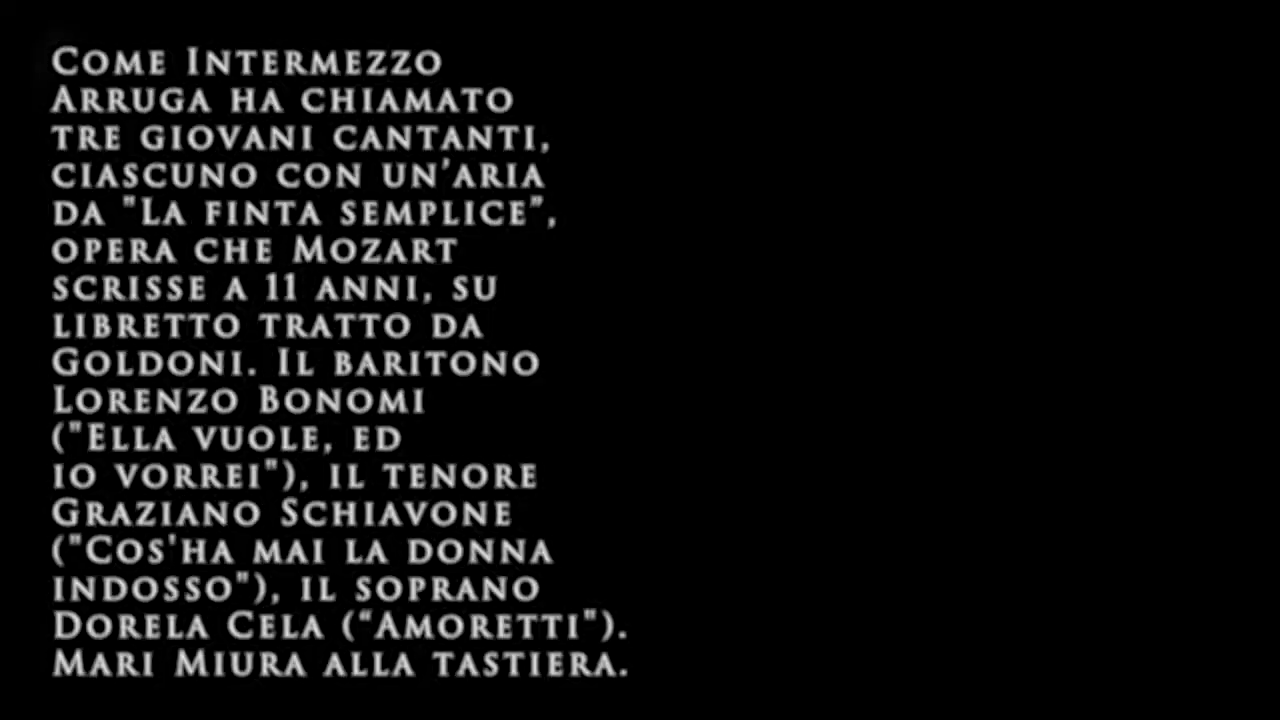 Come Intermezzo
Arruga ha chiamato
tre giovani cantanti,
ciascuno con un’aria
da "La finta semplice”,
opera che Mozart
scrisse a 11 anni, su
libretto tratto da
Goldoni. Il baritono
Lorenzo Bonomi
("Ella vuole, ed
io vorrei"), il tenore
Graziano Schiavone
("Cos'ha mai la donna
indosso"), il soprano
Dorela Cela (“Amoretti").
Mari Miura alla tastiera.